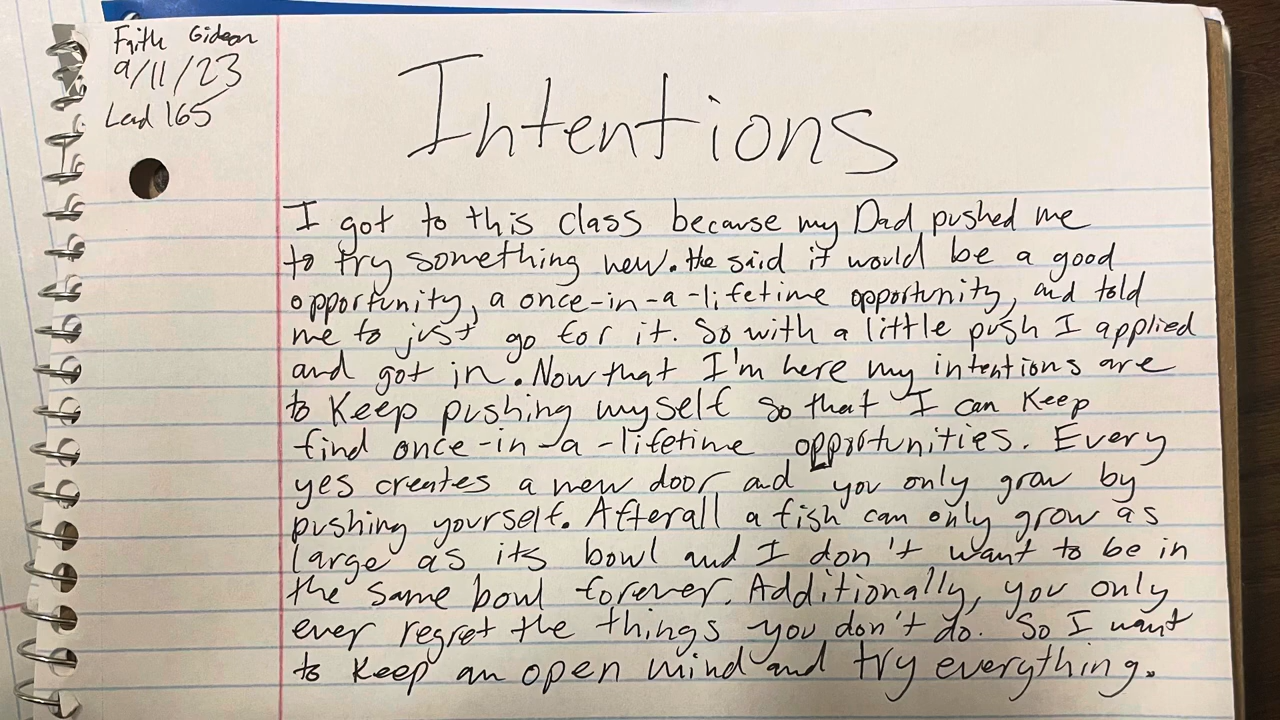 Faith Gideon
9/11/23
Lead 165
Intentions
I got to this class because my Dad pushed me
to try something new. He said it would be a good
opportunity, a once-in-a-lifetime opportunity, and told
me to just go for it. So with a little push I applied
and got in. Now that I'm here my intentions are
to keep pushing myself so that I can keep
find once-in-a-lifetime opportunities. Every
yes creates a new door and you only grow by
pushing yourself. Afterall a fish can only grow as
large as its bowl and I don't want to be in
the same bowl forever. Additionally, you only
ever regret the things you don't do. So I want
to keep an open mind and try everything.